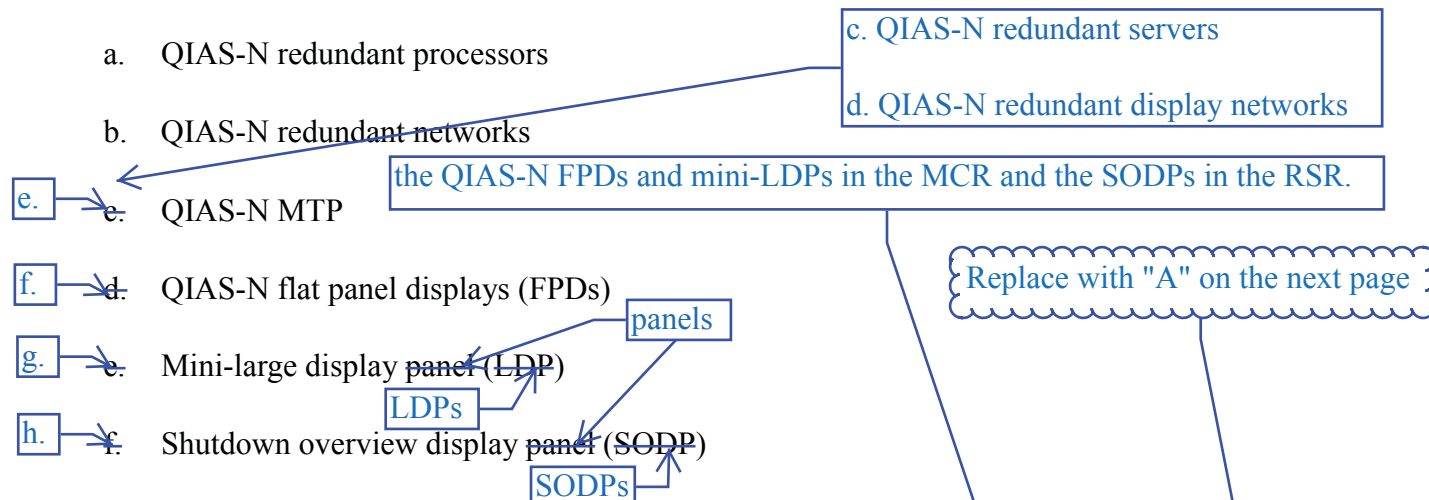 a. QIAS-N redundant processors
c. QIAS-N redundant servers
d. QIAS-N redundant display networks
b. QIAS-N redundant networks
the QIAS-N FPDs and mini-LDPs in the MCR and the SODPs in the RSR.
e. c. QIAS-N MTP
Replace with "A" on the next page
f. d. QIAS-N flat panel displays (FPDs)
panels
g. e. Mini-large display panel (LDP)
LDPs
h. f. Shutdown overview display panel (SODP)
SODPs